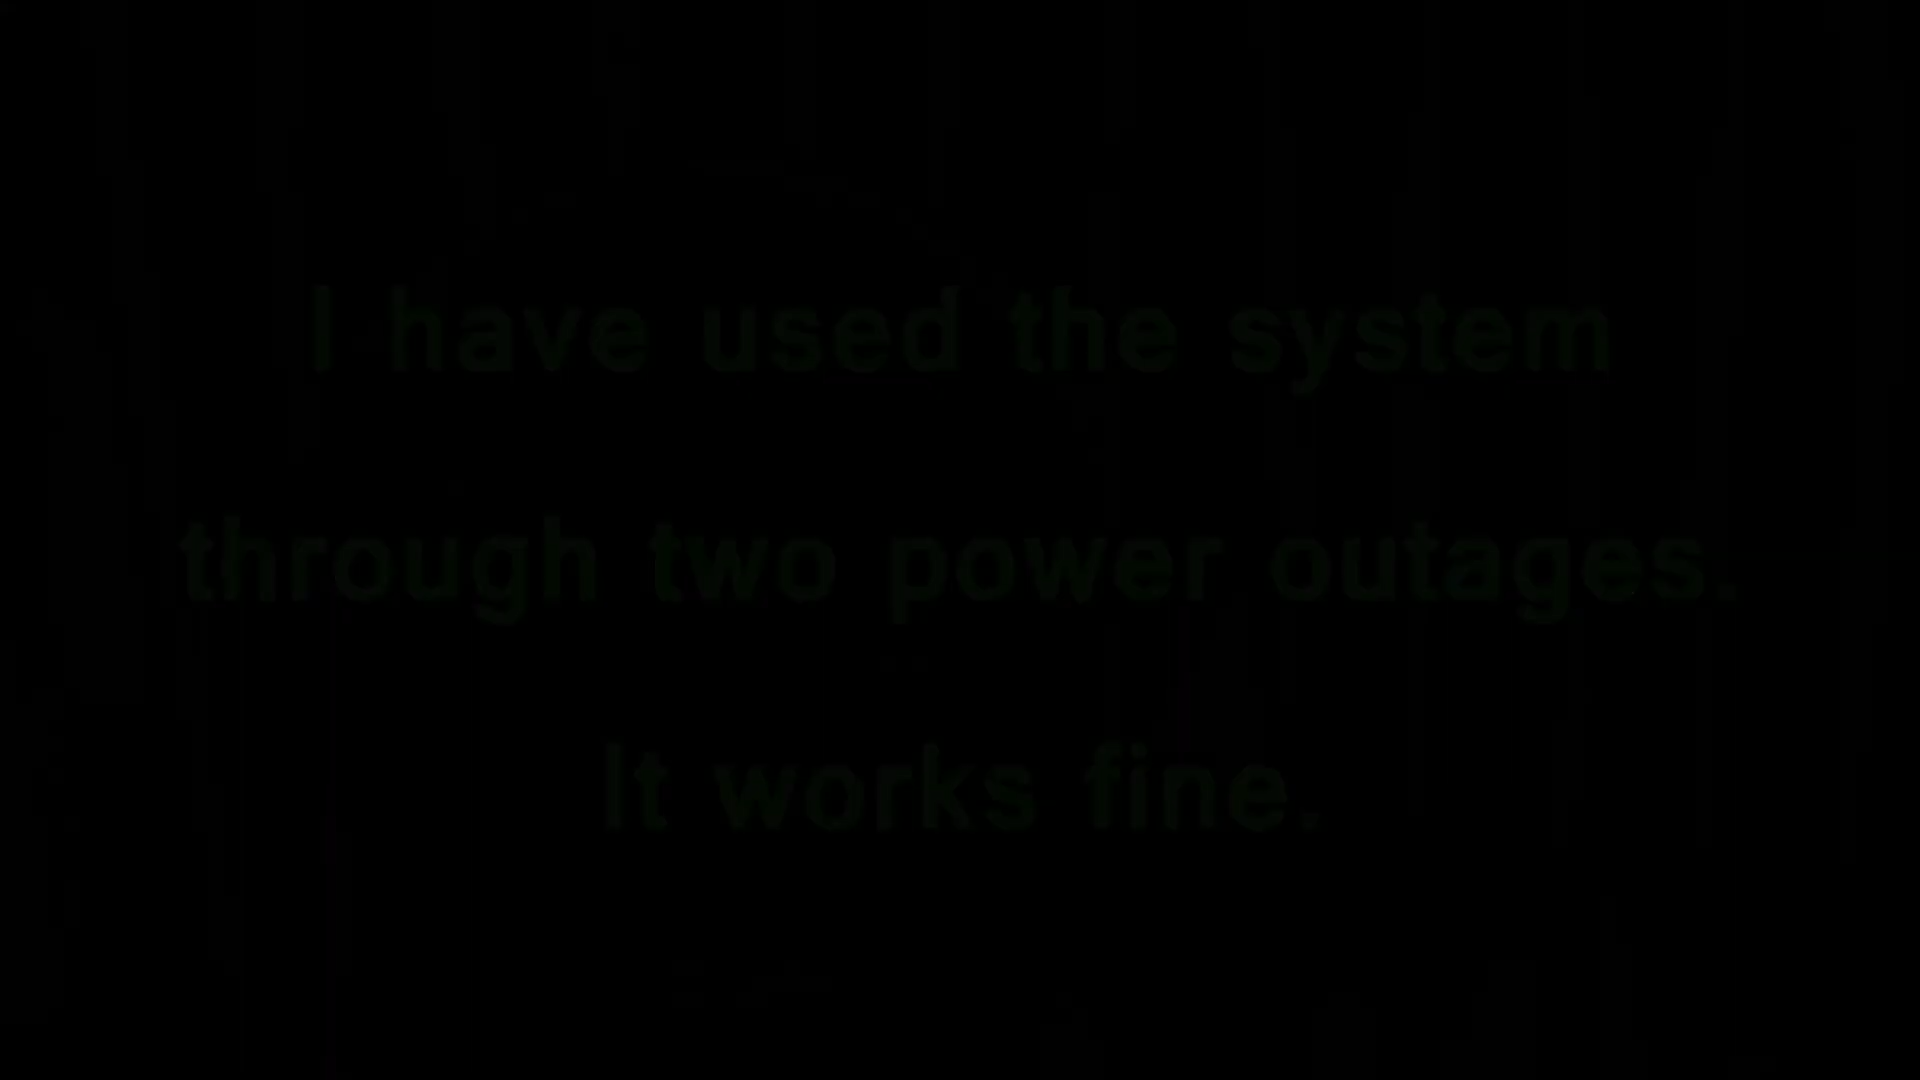 I have used the system
through two power outages.
It works fine.